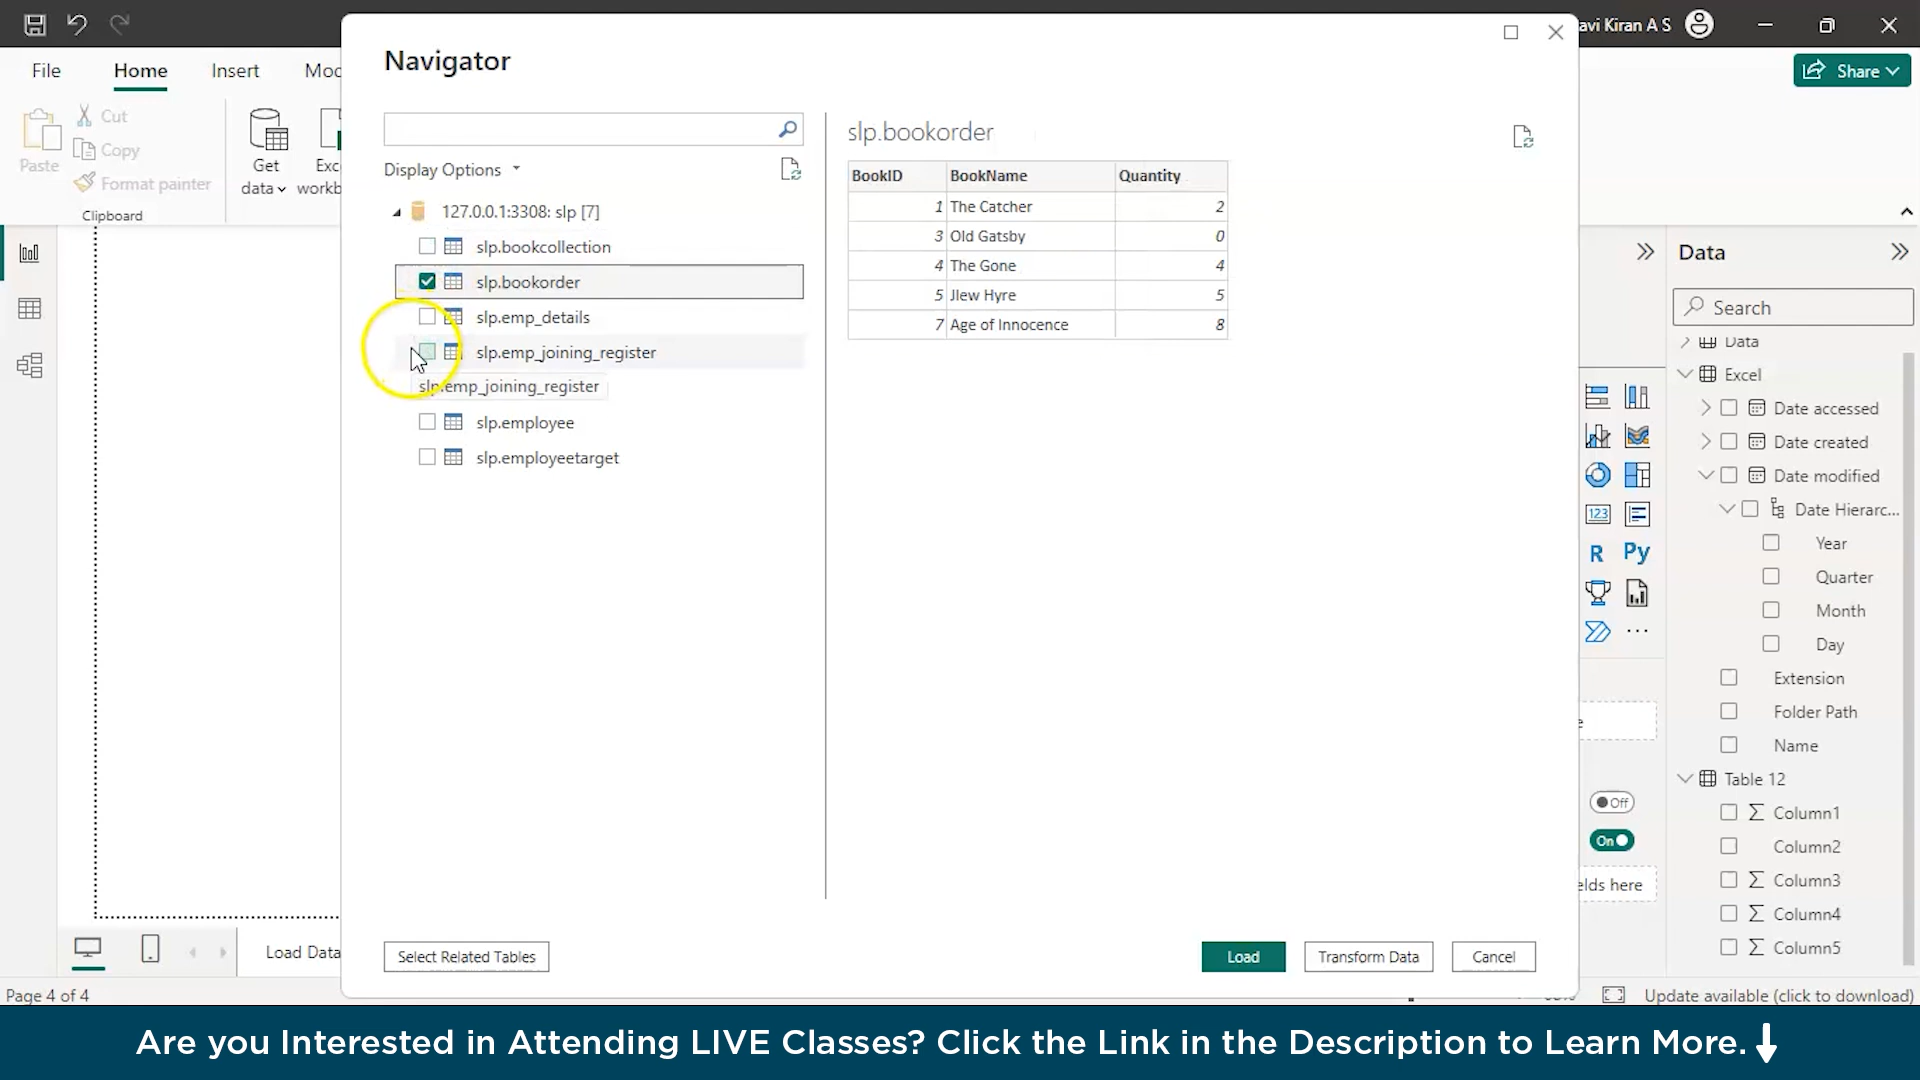 avi Kiran A S
File
Home
Insert
Mod
Share
Paste
Cut
Copy
Format painter
Clipboard
Get
data
Exc
workb
Navigator
Display Options
127.0.0.1:3308: slp [7]
slp.bookcollection
slp.bookorder
slp.emp_details
slp.emp_joining_register
slp.emp_joining_register
slp.employee
slp.employeetarget
slp.bookorder
BookID BookName Quantity
1 The Catcher 2
3 Old Gatsby 0
4 The Gone 4
5 Jlew Hyre 5
7 Age of Innocence 8
Select Related Tables
Load
Transform Data
Cancel
123
R
Py
Off
On
elds here
Data
Search
Data
Excel
Date accessed
Date created
Date modified
Date Hierarc...
Year
Quarter
Month
Day
Extension
Folder Path
Name
Table 12
Column1
Column2
Column3
Column4
Column5
Load Data
Page 4 of 4
Update available (click to download)
Are you Interested in Attending LIVE Classes? Click the Link in the Description to Learn More.